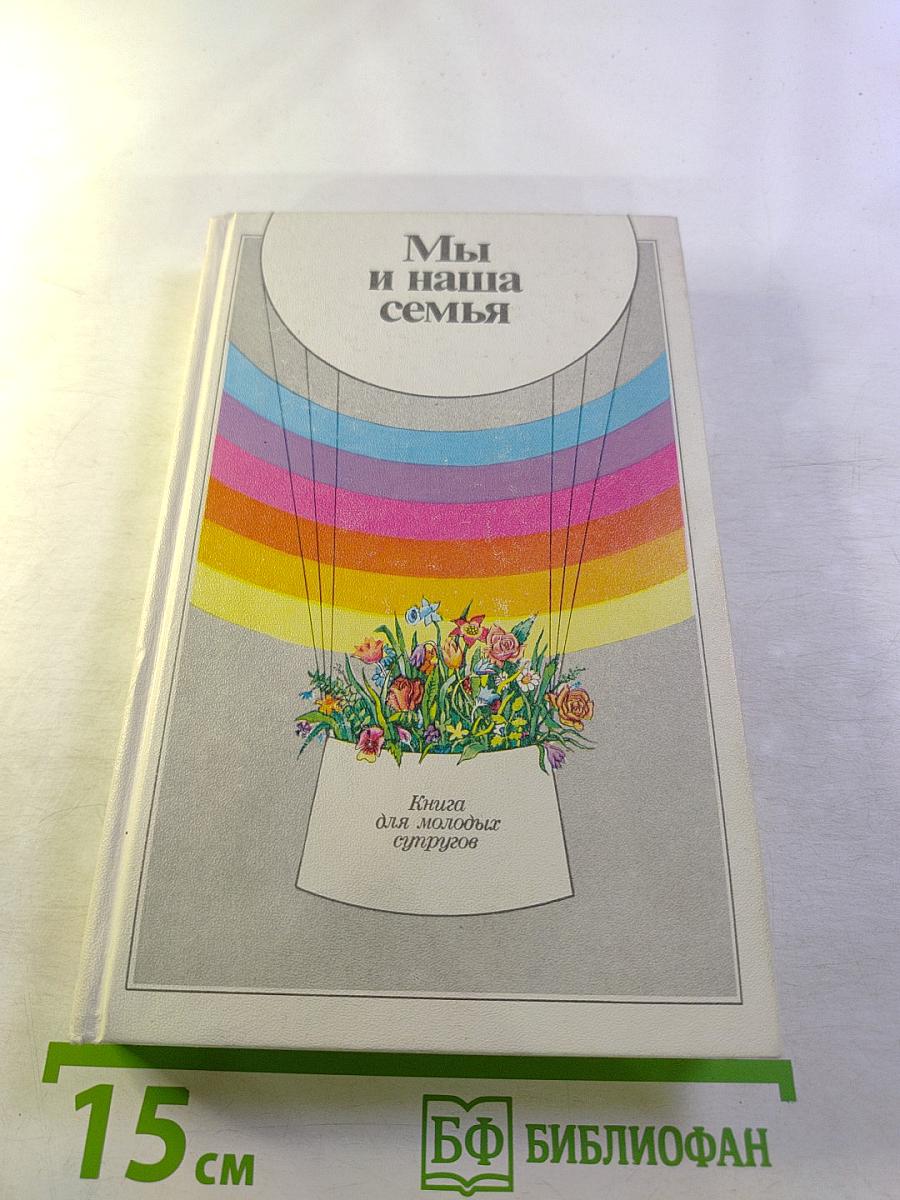 Мы
и наша
семья
Книга
для молодых
супругов
15 см
БФ БИБЛИОФАН